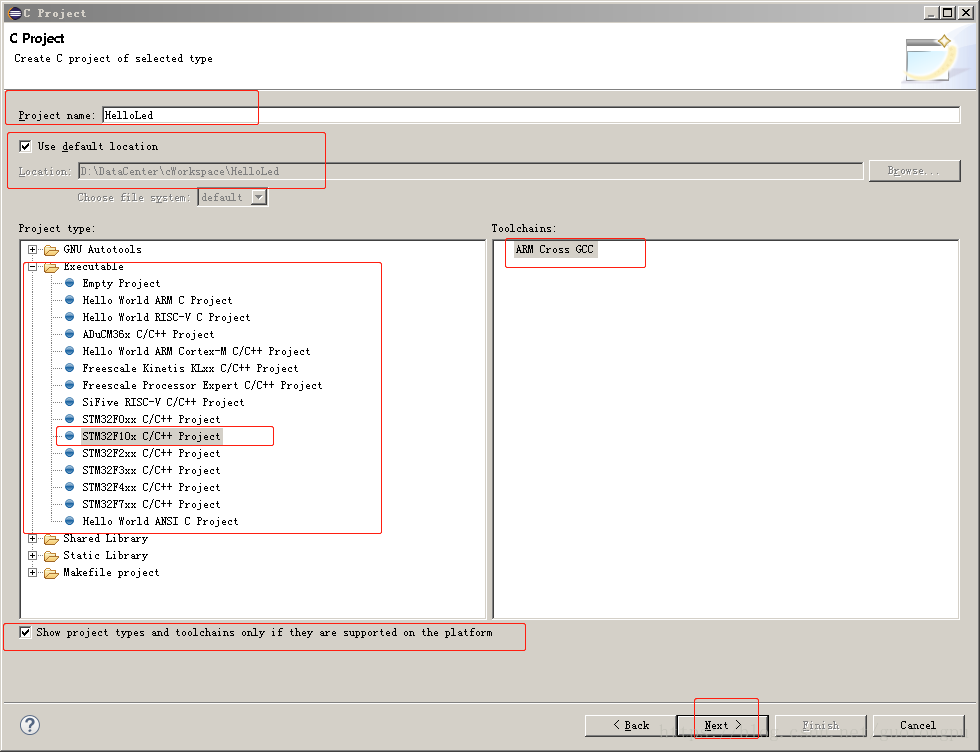 C Project
C Project
Create C project of selected type
Project name: HelloLed
Use default location
Location: D:\DataCenter\cWorkspace\HelloLed Browse...
Choose file system: default
Project type: Toolchains:
GNU Autotools ARM Cross GCC
Executable
Empty Project
Hello World ARM C Project
Hello World RISC-V C Project
ADuCM36x C/C++ Project
Hello World ARM Cortex-M C/C++ Project
Freescale Kinetis KLxx C/C++ Project
Freescale Processor Expert C/C++ Project
SiFive RISC-V C/C++ Project
STM32F0xx C/C++ Project
STM32F10x C/C++ Project
STM32F2xx C/C++ Project
STM32F3xx C/C++ Project
STM32F4xx C/C++ Project
STM32F7xx C/C++ Project
Hello World ANSI C Project
Shared Library
Static Library
Makefile project
Show project types and toolchains only if they are supported on the platform
? < Back Next > Finish Cancel